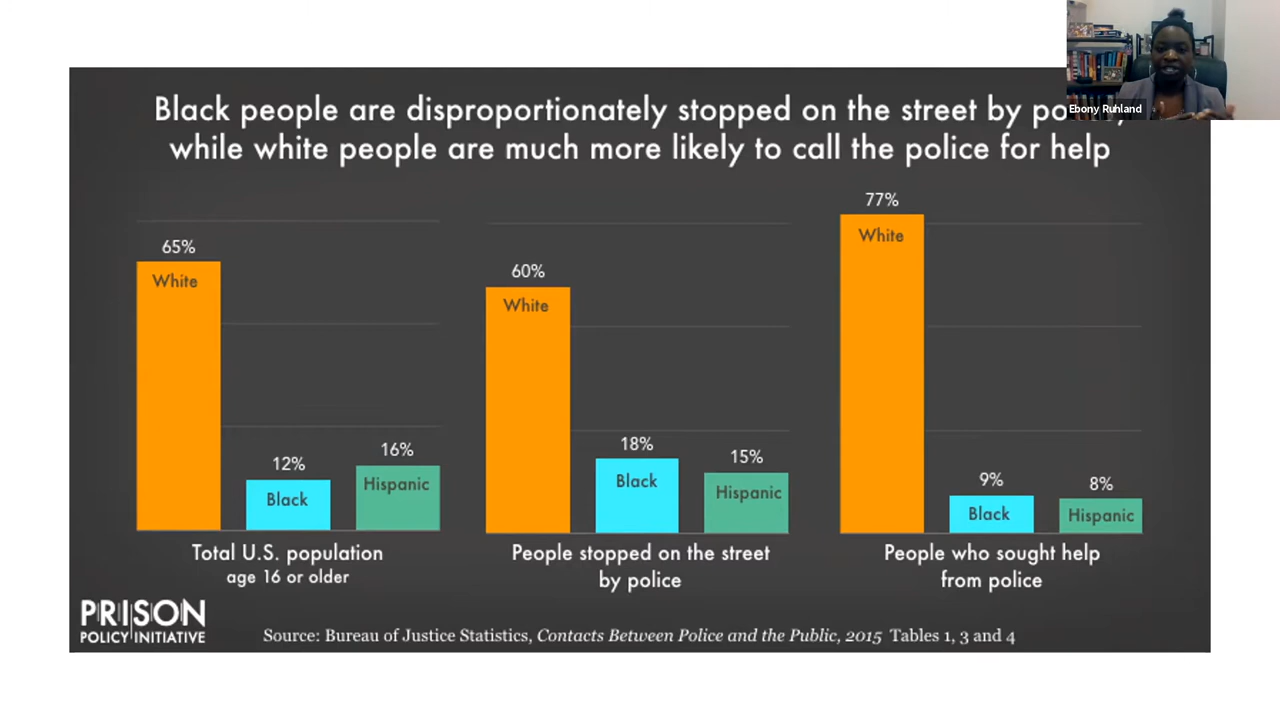 Ebony Ruhland
Black people are disproportionately stopped on the street by
while white people are much more likely to call the police for help
65%
White
12%
Black
16%
Hispanic
Total U.S. population
age 16 or older
60%
White
18%
Black
15%
Hispanic
People stopped on the street
by police
77%
White
9%
Black
8%
Hispanic
People who sought help
from police
PRISON
POLICY INITIATIVE
Source: Bureau of Justice Statistics, Contacts Between Police and the Public, 2015 Tables 1, 3 and 4